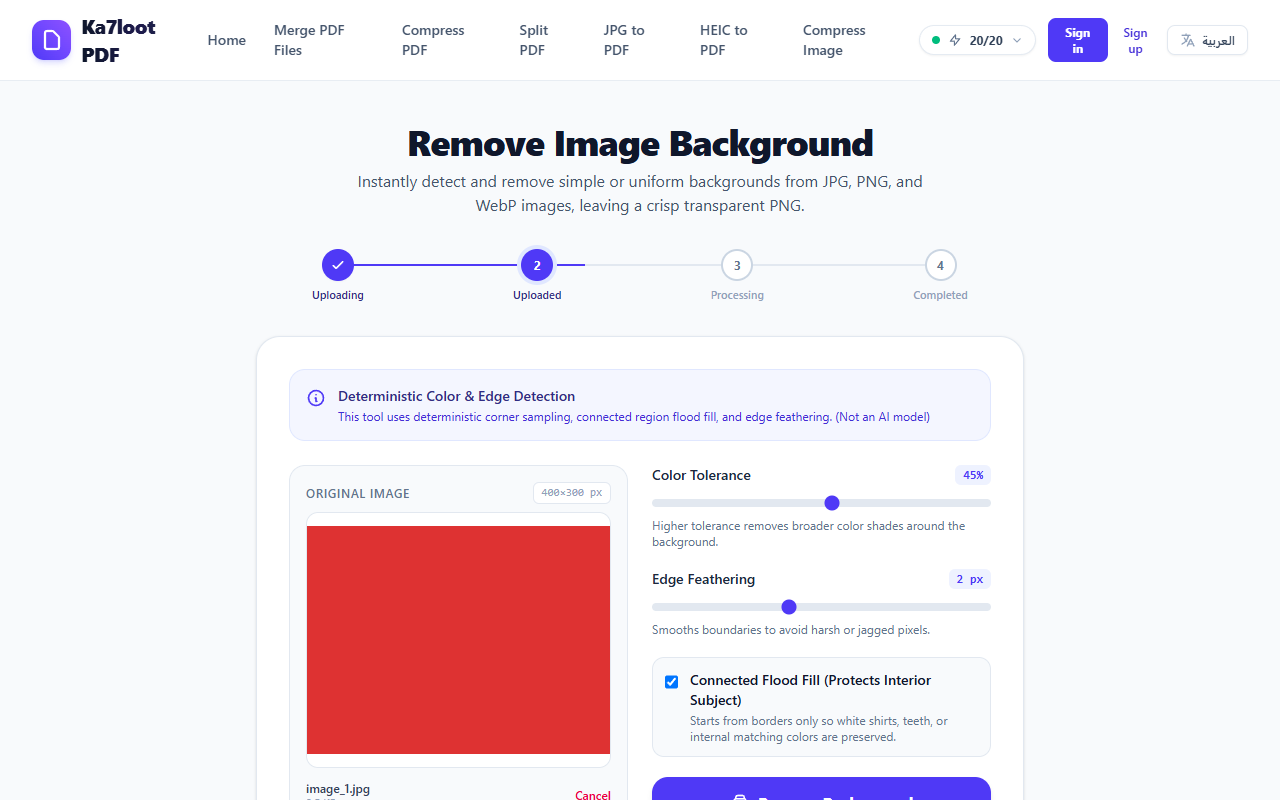 Ka7loot PDF
Home
Merge PDF Files
Compress PDF
Split PDF
JPG to PDF
HEIC to PDF
Compress Image
20/20
Sign in
Sign up
العربية
Remove Image Background
Instantly detect and remove simple or uniform backgrounds from JPG, PNG, and
WebP images, leaving a crisp transparent PNG.
2
3
4
Uploading
Uploaded
Processing
Completed
Deterministic Color & Edge Detection
This tool uses deterministic corner sampling, connected region flood fill, and edge feathering. (Not an AI model)
ORIGINAL IMAGE
400×300 px
image_1.jpg
Cancel
Color Tolerance
45%
Higher tolerance removes broader color shades around the
background.
Edge Feathering
2 px
Smooths boundaries to avoid harsh or jagged pixels.
Connected Flood Fill (Protects Interior
Subject)
Starts from borders only so white shirts, teeth, or
internal matching colors are preserved.